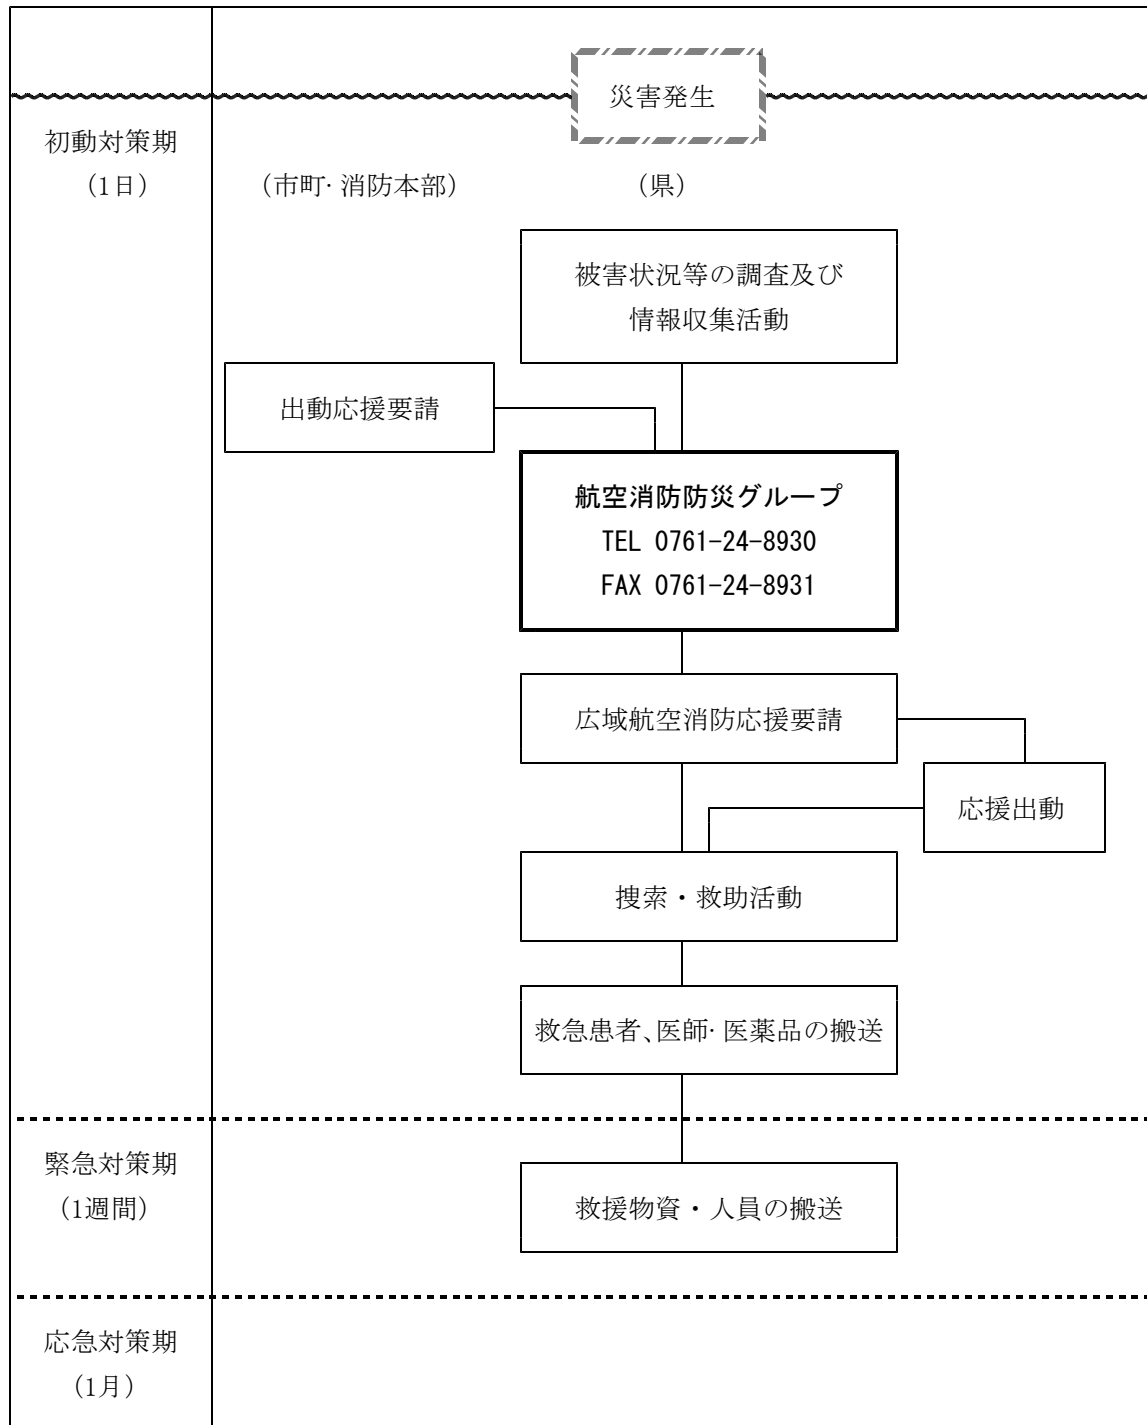 災害発生
初動対策期
(1日)
(市町･消防本部)
(県)
被害状況等の調査及び
情報収集活動
出動応援要請
航空消防防災グループ
TEL 0761-24-8930
FAX 0761-24-8931
広域航空消防応援要請
応援出動
捜索・救助活動
救急患者､医師･医薬品の搬送
緊急対策期
(1週間)
救援物資・人員の搬送
応急対策期
(1月)